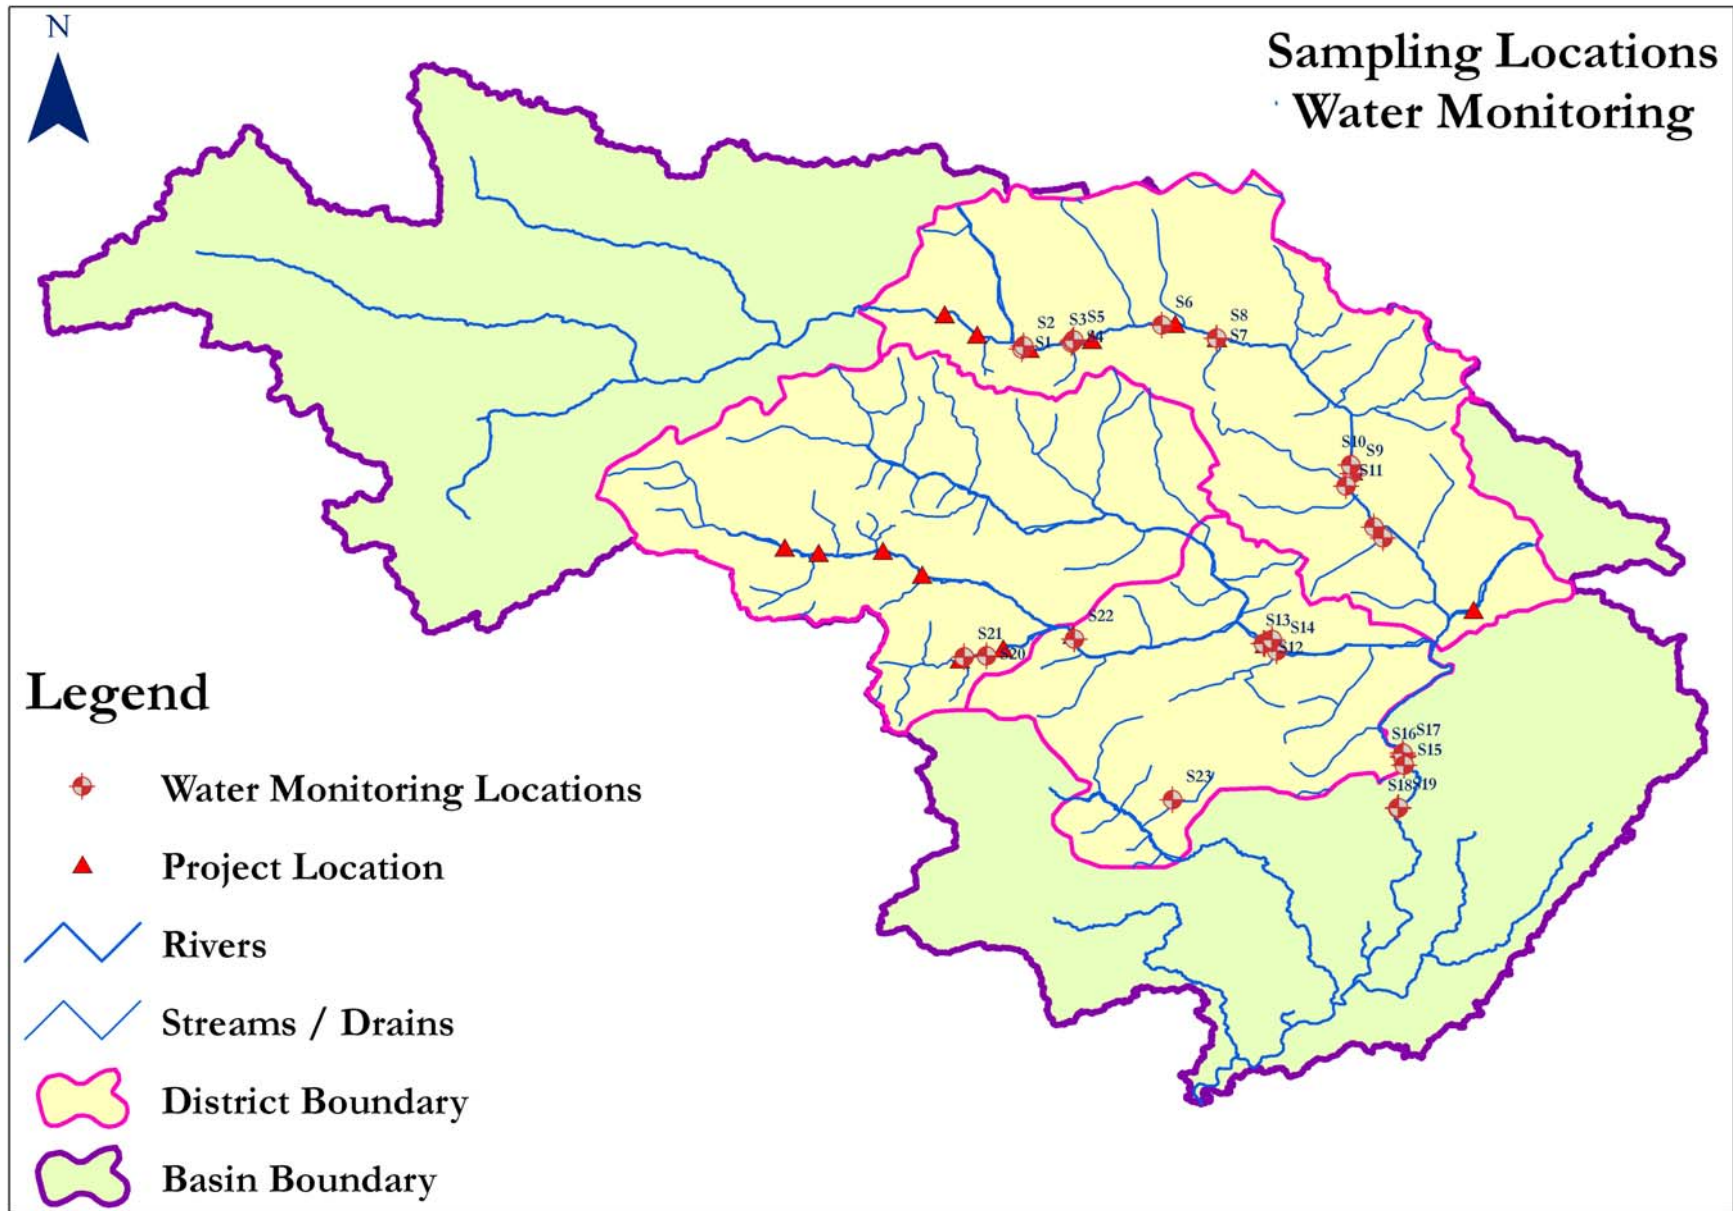 N
Sampling Locations
Water Monitoring
S6
S2
S3 S5
S8
S1
S4
S7
S10
S9
S11
S22
S13
S14
S12
S21
S20
S16 S17
S15
S18 S19
S23
Legend
Water Monitoring Locations
Project Location
Rivers
Streams / Drains
District Boundary
Basin Boundary